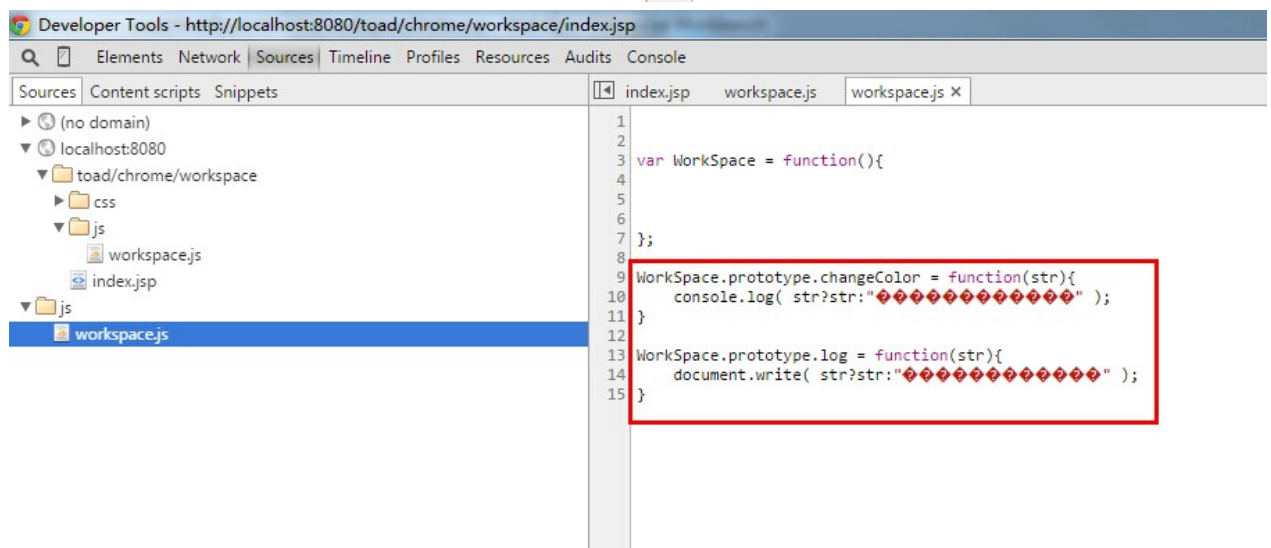 Developer Tools - http://localhost:8080/toad/chrome/workspace/index.jsp
Elements Network Sources Timeline Profiles Resources Audits Console
Sources Content scripts Snippets
index.jsp workspace.js workspace.js ×
(no domain)
localhost:8080
toad/chrome/workspace
css
js
workspace.js
index.jsp
js
workspace.js
1
2
3 var WorkSpace = function(){
4
5
6
7 };
8
9 WorkSpace.prototype.changeColor = function(str){
10 console.log( str?str:"�������������" );
11 }
12
13 WorkSpace.prototype.log = function(str){
14 document.write( str?str:"�������������" );
15 }